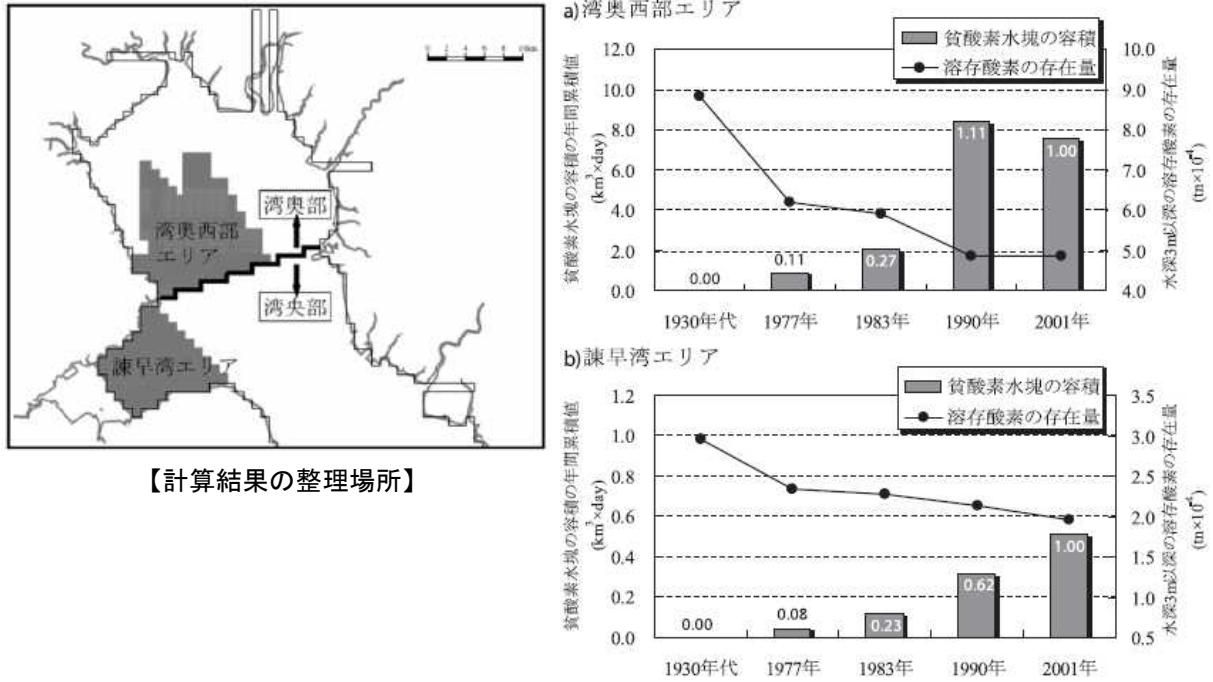 0 2 4 6 8 10km
湾奥部
湾奥西部
エリア
湾央部
諫早湾エリア
【計算結果の整理場所】
a)湾奥西部エリア
貧酸素水塊の容積の年間累積値
(km³×day)
12.0
10.0
8.0
6.0
4.0
2.0
0.0
貧酸素水塊の容積
溶存酸素の存在量
0.00
0.11
0.27
1.11
1.00
10.0
9.0
8.0
7.0
6.0
5.0
4.0
水深3m以深の溶存酸素の存在量
(tn×10⁻⁴)
1930年代 1977年 1983年 1990年 2001年
b)諫早湾エリア
貧酸素水塊の容積の年間累積値
(km³×day)
1.2
1.0
0.8
0.6
0.4
0.2
0.0
貧酸素水塊の容積
溶存酸素の存在量
0.00
0.08
0.23
0.62
1.00
3.5
3.0
2.5
2.0
1.5
1.0
0.5
水深3m以深の溶存酸素の存在量
(tn×10⁻⁴)
1930年代 1977年 1983年 1990年 2001年